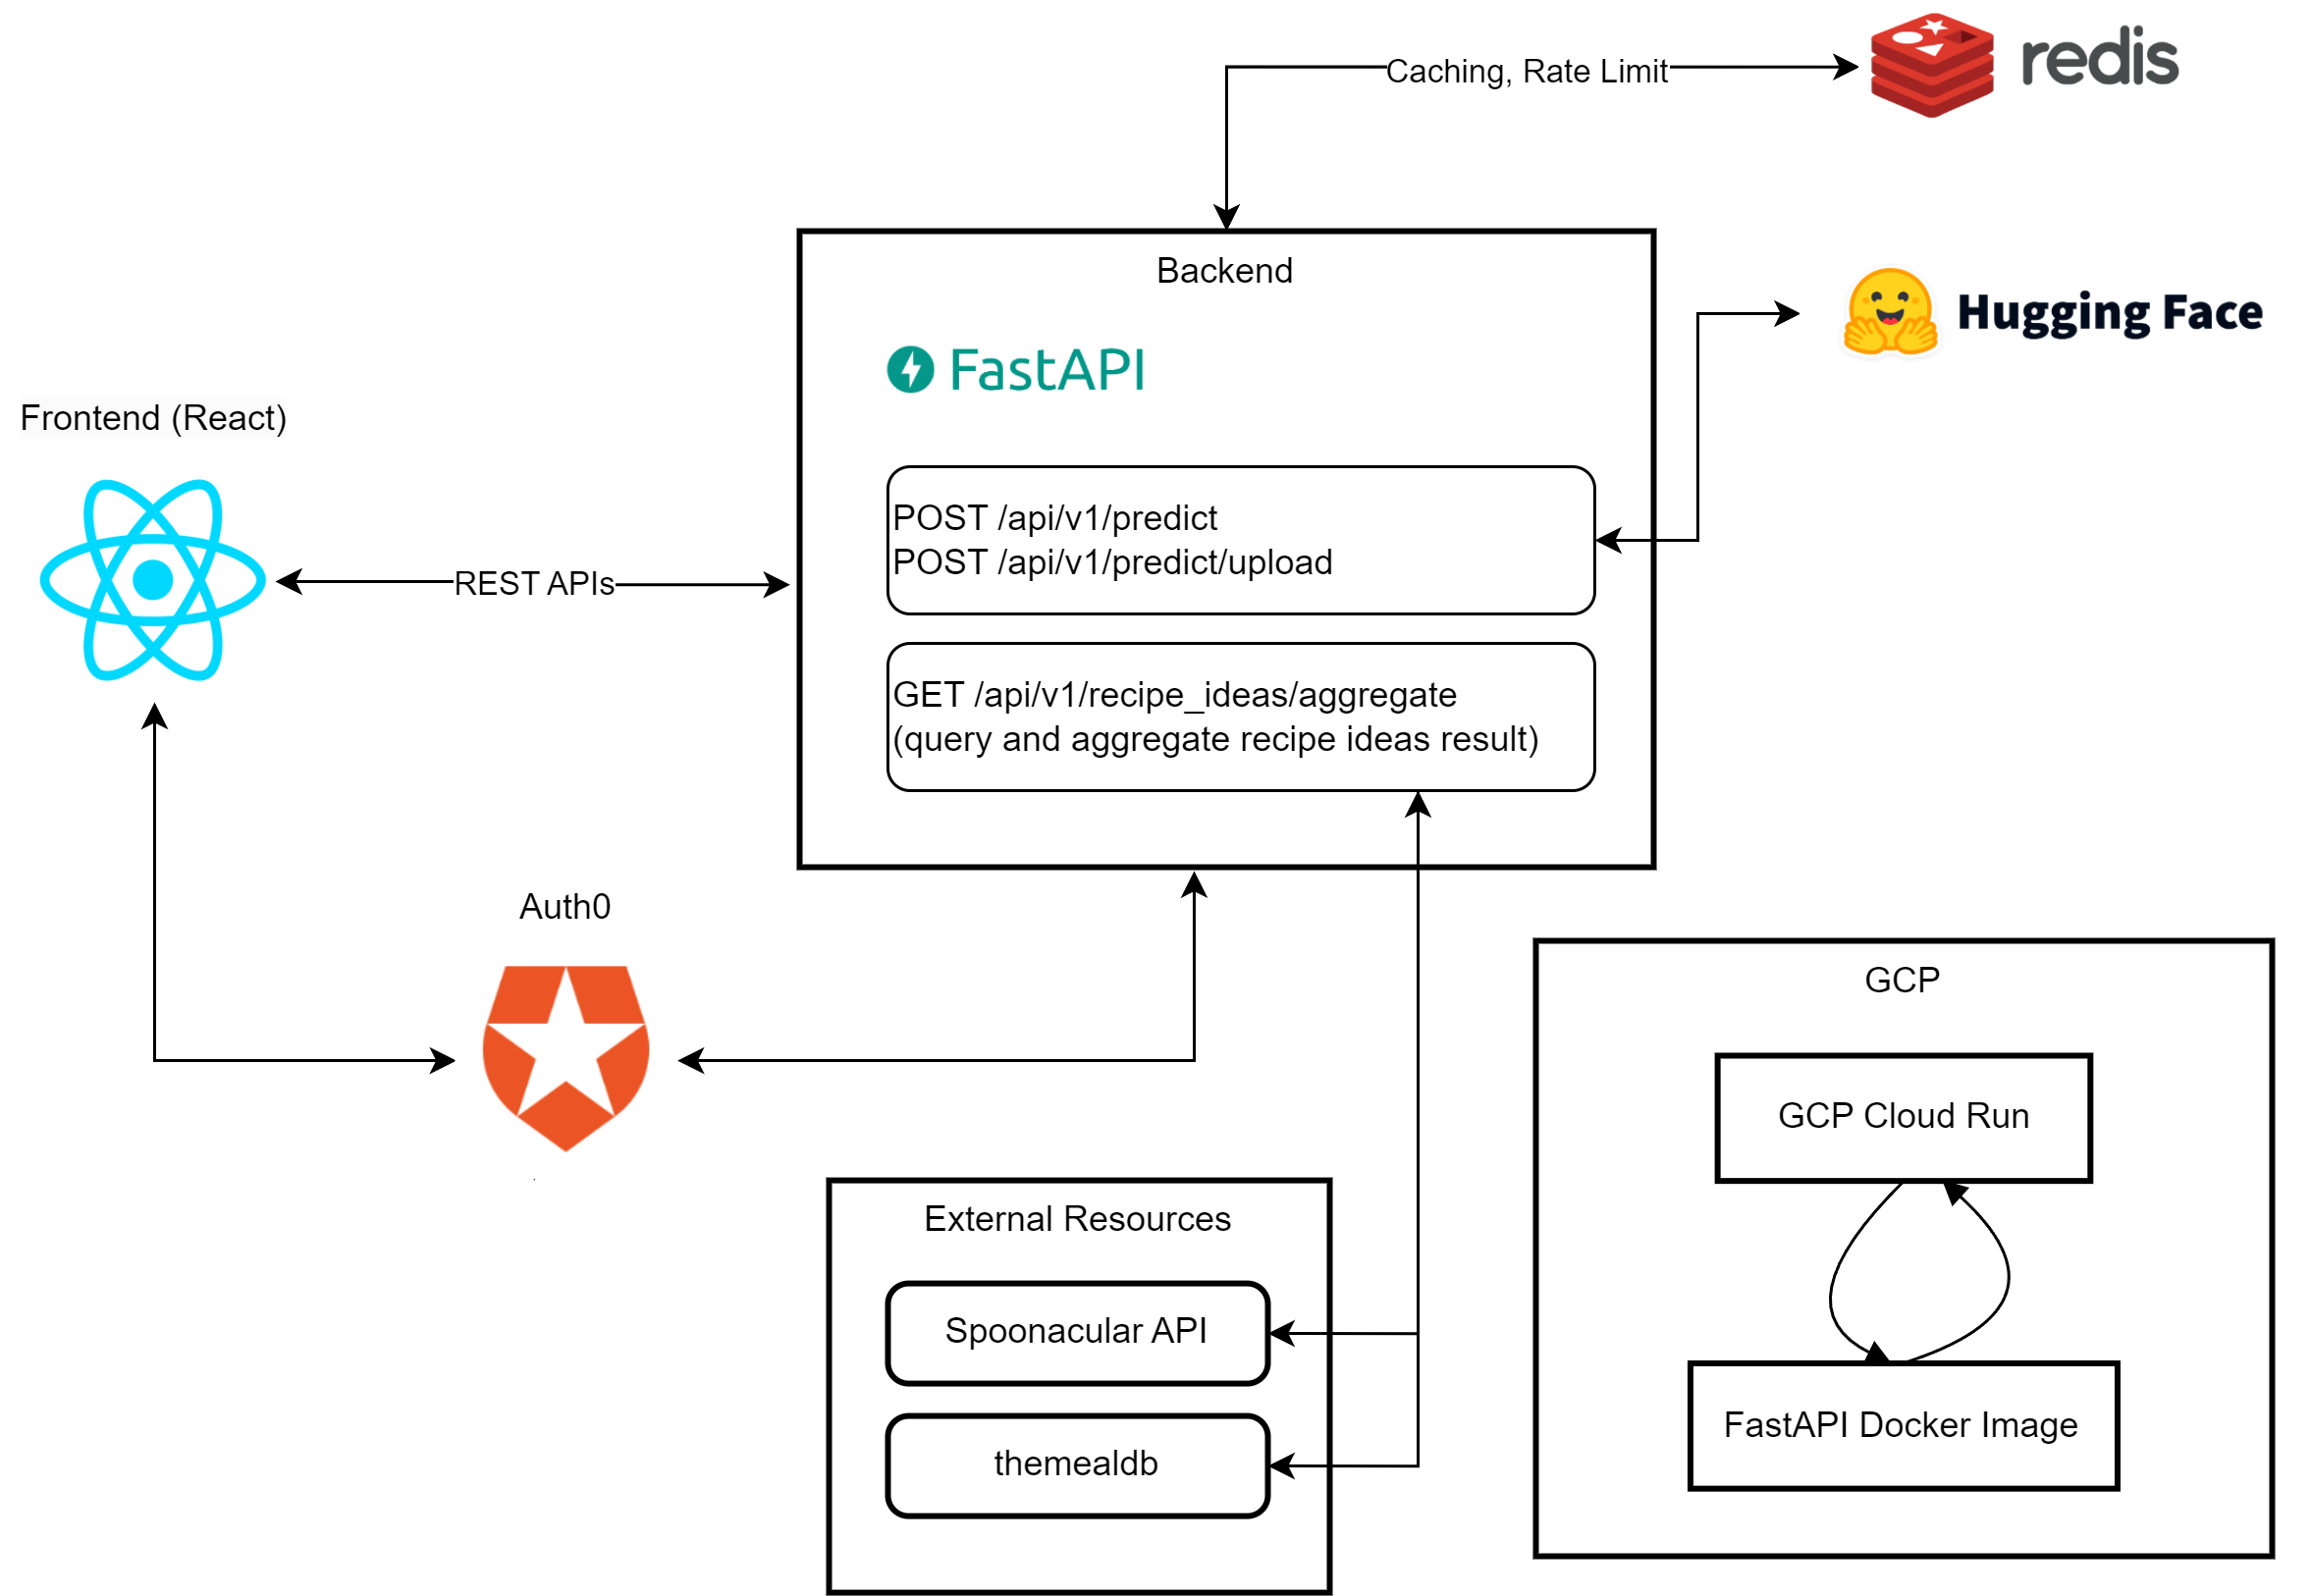 Caching, Rate Limit
redis
Backend
Hugging Face
FastAPI
Frontend (React)
POST /api/v1/predict
POST /api/v1/predict/upload
REST APIs
GET /api/v1/recipe_ideas/aggregate
(query and aggregate recipe ideas result)
Auth0
GCP
GCP Cloud Run
External Resources
Spoonacular API
FastAPI Docker Image
themealdb